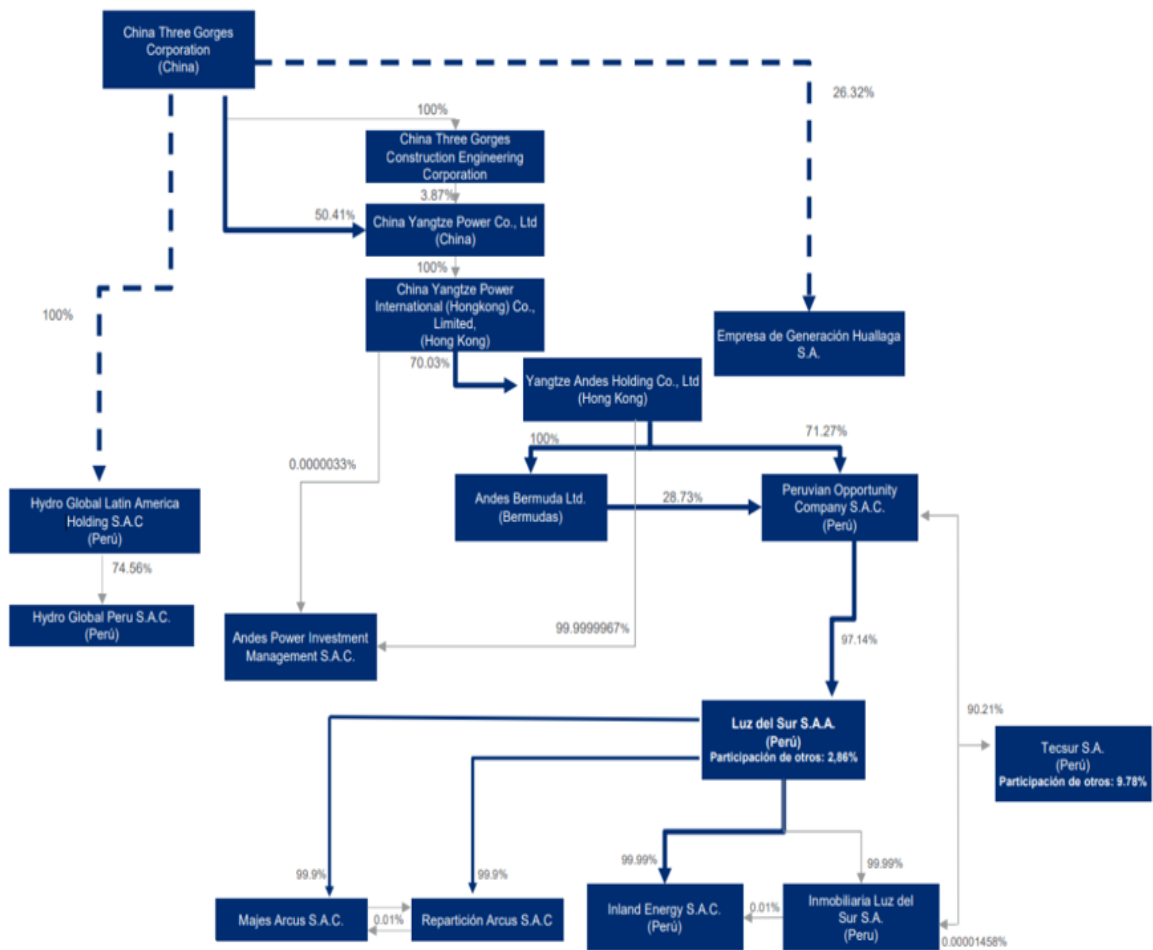 China Three Gorges
Corporation
(China)
26.32%
100%
China Three Gorges
Construction Engineering
Corporation
3.87%
50.41%
China Yangtze Power Co., Ltd
(China)
100%
China Yangtze Power
International (Hongkong) Co.,
Limited,
(Hong Kong)
100%
Empresa de Generación Huallaga
S.A.
70.03%
Yangtze Andes Holding Co., Ltd
(Hong Kong)
100%
71.27%
0.0000033%
Hydro Global Latin America
Holding S.A.C
(Perú)
Andes Bermuda Ltd.
(Bermudas)
28.73%
Peruvian Opportunity
Company S.A.C.
(Perú)
74.56%
Hydro Global Peru S.A.C.
(Perú)
Andes Power Investment
Management S.A.C.
99.9999967%
97.14%
Luz del Sur S.A.A.
(Perú)
Participación de otros: 2,86%
90.21%
Tecsur S.A.
(Perú)
Participación de otros: 9.78%
99.9%
99.9%
99.99%
99.99%
Majes Arcus S.A.C.
0.01%
Repartición Arcus S.A.C
Inland Energy S.A.C.
(Perú)
0.01%
Inmobiliaria Luz del
Sur S.A.
(Peru)
0.00001458%